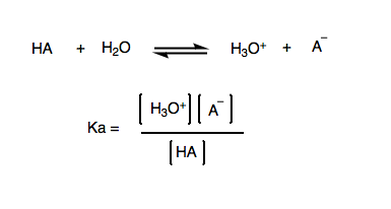 HA + H₂O ⇌ H₃O⁺ + A⁻
Ka = [H₃O⁺][A⁻]
[HA]